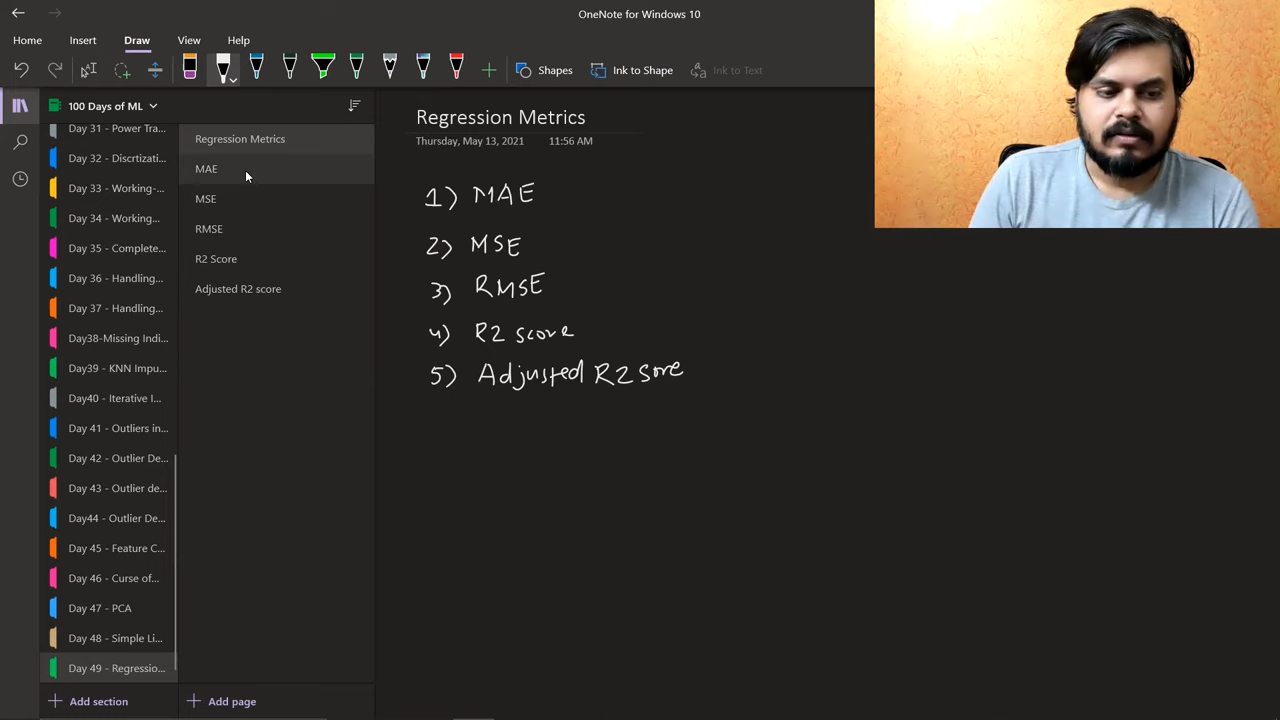 OneNote for Windows 10
Home Insert Draw View Help
Shapes Ink to Shape Ink to Text
100 Days of ML
Day 31 - Power Tra...
Day 32 - Discrtizati...
Day 33 - Working-...
Day 34 - Working...
Day 35 - Complete...
Day 36 - Handling...
Day 37 - Handling...
Day38-Missing Indi...
Day39 - KNN Impu...
Day40 - Iterative I...
Day 41 - Outliers in...
Day 42 - Outlier De...
Day 43 - Outlier de...
Day44 - Outlier De...
Day 45 - Feature C...
Day 46 - Curse of...
Day 47 - PCA
Day 48 - Simple Li...
Day 49 - Regressio...
Add section
Regression Metrics
MAE
MSE
RMSE
R2 Score
Adjusted R2 score
Add page
Regression Metrics
Thursday, May 13, 2021 11:56 AM
1) MAE
2) MSE
3) RMSE
4) R2 score
5) Adjusted R2 Sore